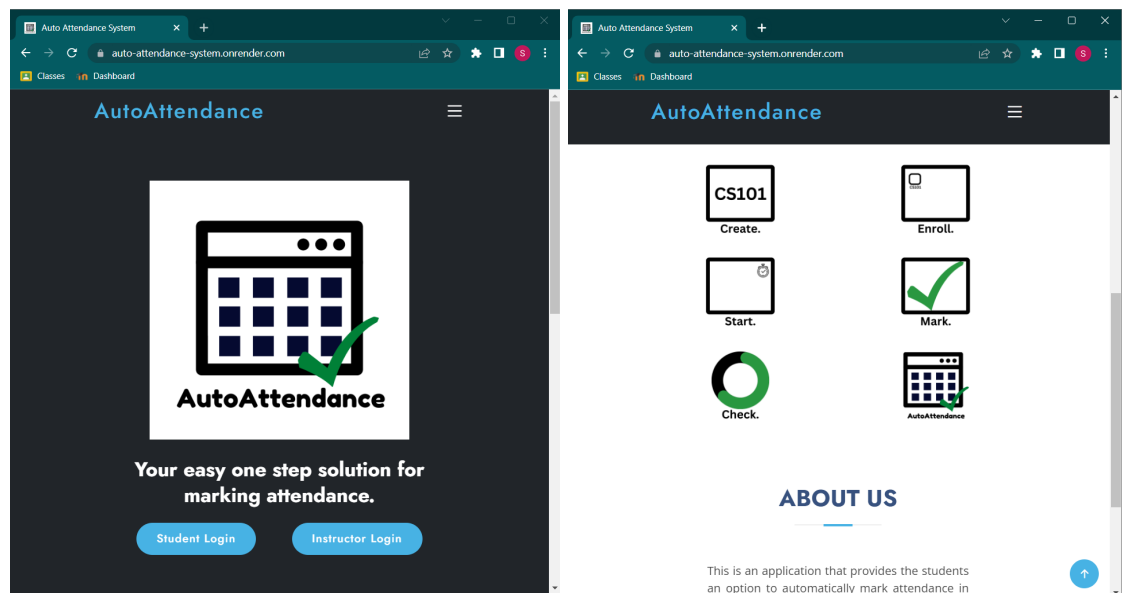 Auto Attendance System
auto-attendance-system.onrender.com
S
Classes
Dashboard
AutoAttendance
AutoAttendance
Your easy one step solution for
marking attendance.
Student Login
Instructor Login
Auto Attendance System
auto-attendance-system.onrender.com
S
Classes
Dashboard
AutoAttendance
CS101
Create.
Enroll.
Start.
Mark.
Check.
AutoAttendance
ABOUT US
This is an application that provides the students
an option to automatically mark attendance in